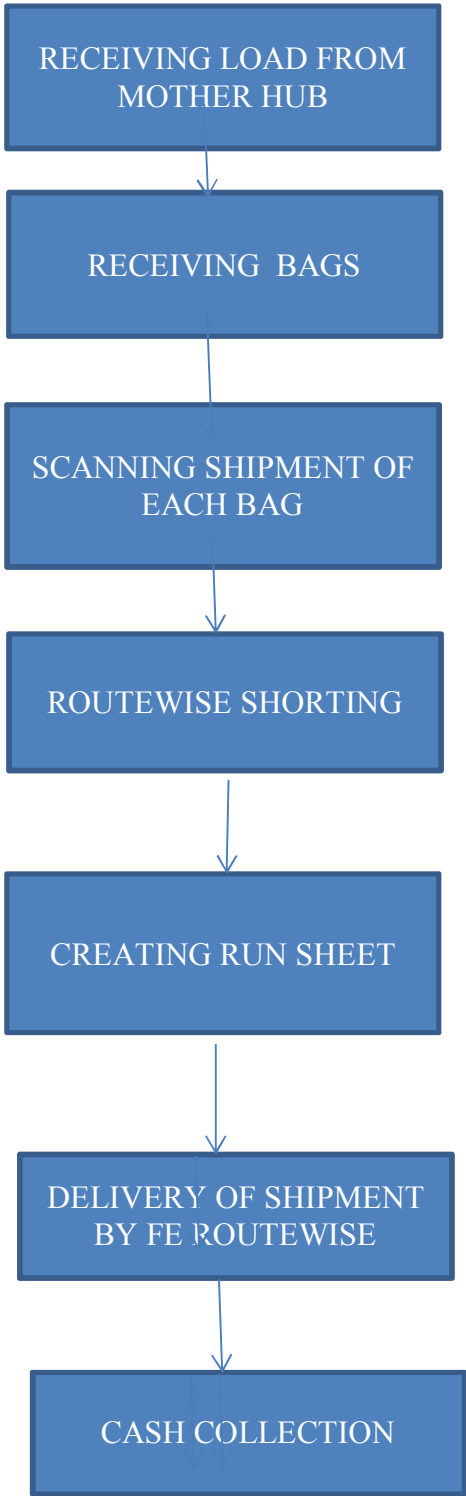 RECEIVING LOAD FROM
MOTHER HUB
RECEIVING BAGS
SCANNING SHIPMENT OF
EACH BAG
ROUTEWISE SHORTING
CREATING RUN SHEET
DELIVERY OF SHIPMENT
BY FE ROUTEWISE
CASH COLLECTION